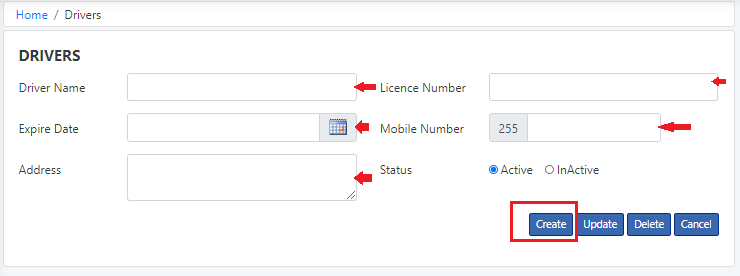 Home / Drivers
DRIVERS
Driver Name Licence Number
Expire Date Mobile Number 255
Address Status Active InActive
Create Update Delete Cancel